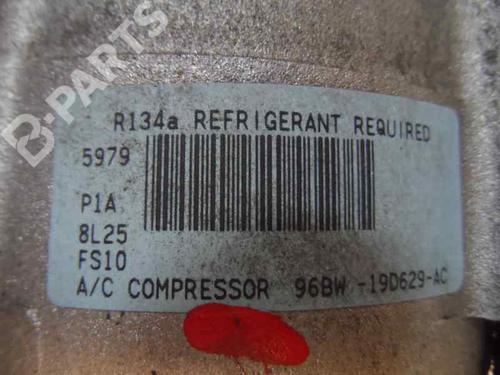 B-PARTS
R134a REFRIGERANT REQUIRED
5979
P1A
8L25
FS10
A/C COMPRESSOR 96BW -19D629-AC